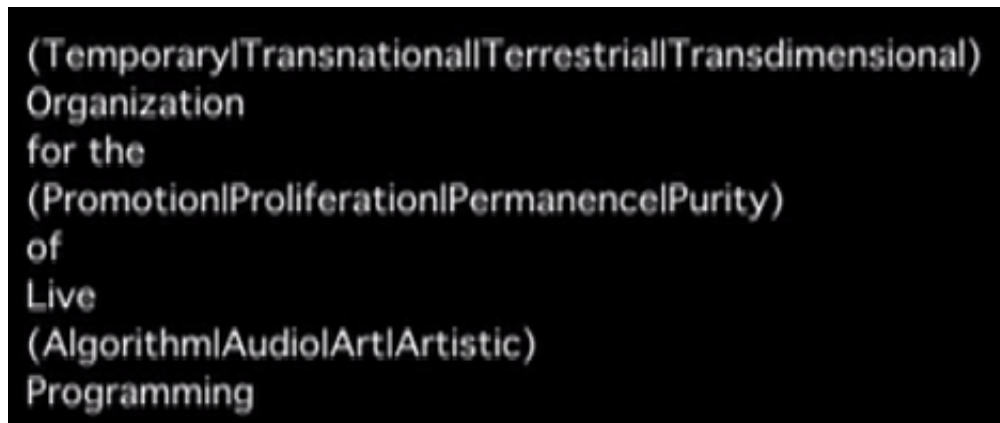 (Temporary|Transnational|Terrestrial|Transdimensional)
Organization
for the
(Promotion|Proliferation|Permanence|Purity)
of
Live
(Algorithm|Audio|Art|Artistic)
Programming